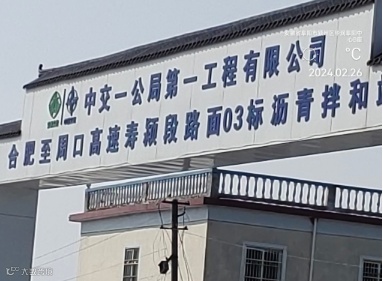 中交一公局第一工程有限公司
合肥至周口高速寿颍段路面03标沥青拌和
℃
2024.02.26